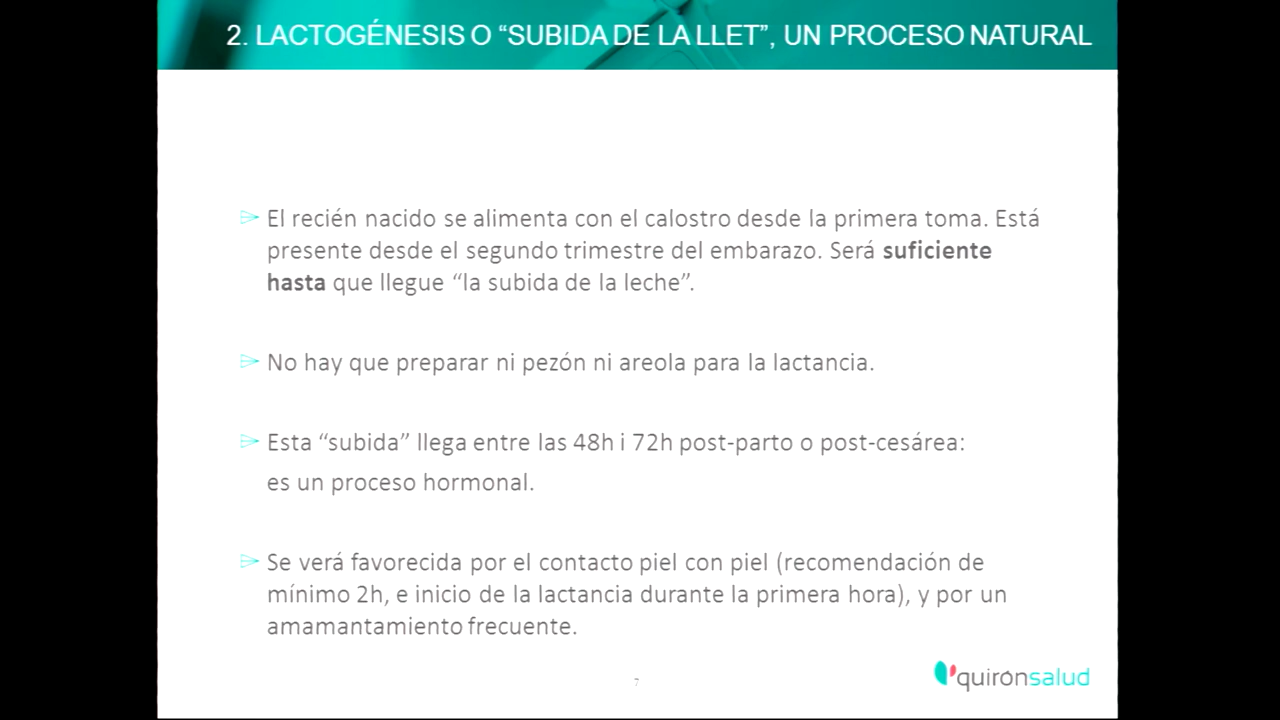 2. LACTOGÉNESIS O “SUBIDA DE LA LLET”, UN PROCESO NATURAL
El recién nacido se alimenta con el calostro desde la primera toma. Está
presente desde el segundo trimestre del embarazo. Será suficiente
hasta que llegue “la subida de la leche”.
No hay que preparar ni pezón ni areola para la lactancia.
Esta “subida” llega entre las 48h i 72h post-parto o post-cesárea:
es un proceso hormonal.
Se verá favorecida por el contacto piel con piel (recomendación de
mínimo 2h, e inicio de la lactancia durante la primera hora), y por un
amamantamiento frecuente.
7
quirónsalud